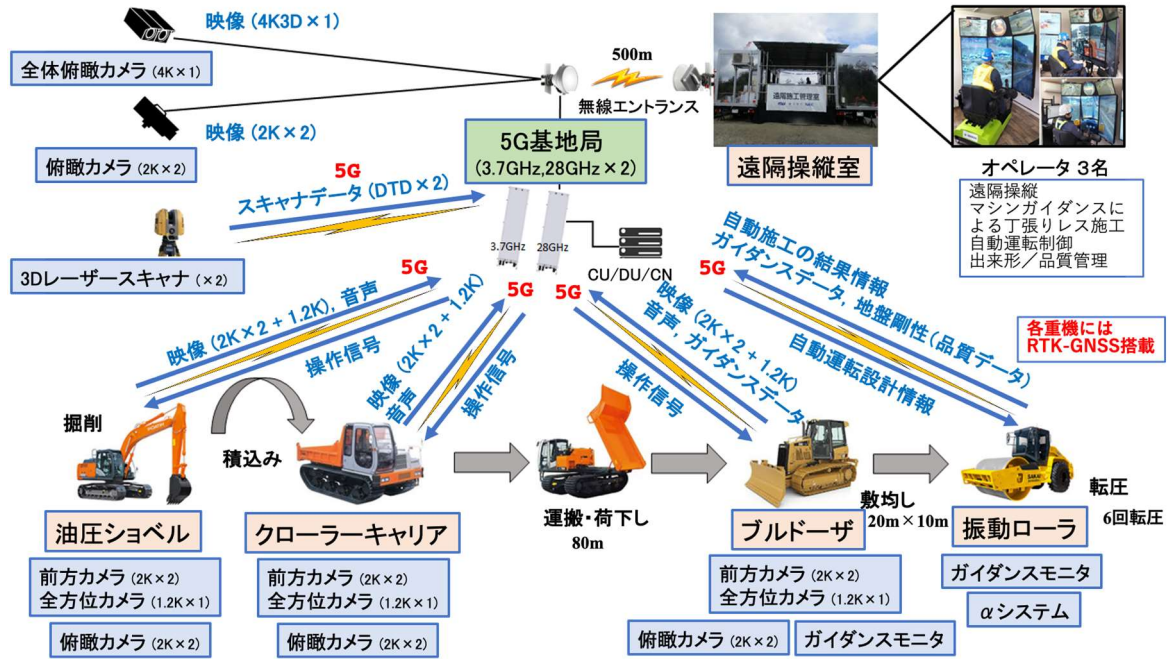 映像 (4K3D×1)
全体俯瞰カメラ (4K×1)
映像 (2K×2)
俯瞰カメラ (2K×2)
500m
無線エントランス
遠隔施工管理室
遠隔操縦室
オペレータ 3名
遠隔操縦
マシンガイダンスに
よる丁張りレス施工
自動運転制御
出来形／品質管理
5G基地局
(3.7GHz,28GHz×2)
3.7GHz
28GHz
CU/DU/CN
5G
スキャナデータ (DTD×2)
3Dレーザースキャナ (×2)
5G
映像 (2K×2 + 1.2K), 音声
操作信号
5G
映像 (2K×2 + 1.2K)
音声
操作信号
5G
映像 (2K×2 + 1.2K)
音声, ガイダンスデータ
操作信号
5G
自動施工の結果情報
ガイダンスデータ, 地盤剛性 (品質データ)
自動運転設計情報
各重機には
RTK-GNSS搭載
掘削
積込み
運搬・荷下し
80m
敷均し
20m×10m
転圧
6回転圧
油圧ショベル
前方カメラ (2K×2)
全方位カメラ (1.2K×1)
俯瞰カメラ (2K×2)
クローラーキャリア
前方カメラ (2K×2)
全方位カメラ (1.2K×1)
俯瞰カメラ (2K×2)
ブルドーザ
前方カメラ (2K×2)
全方位カメラ (1.2K×1)
俯瞰カメラ (2K×2)
ガイダンスモニタ
SAKAI
振動ローラ
ガイダンスモニタ
αシステム